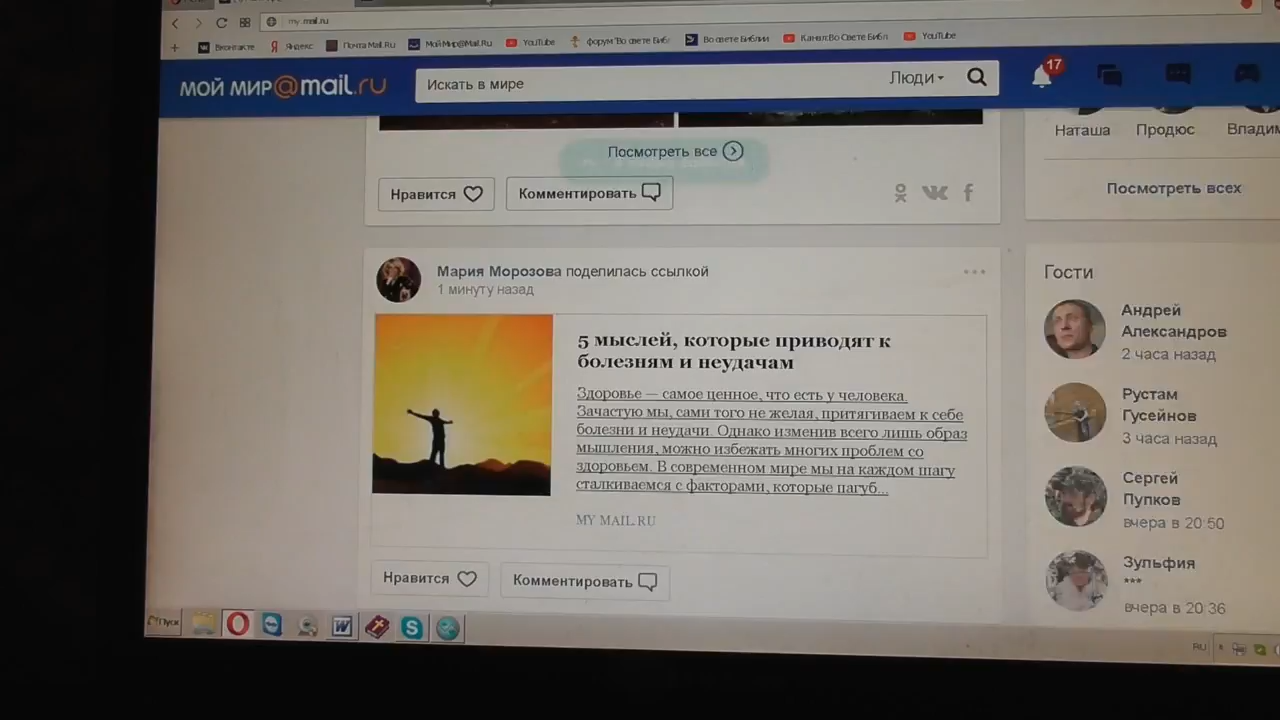 my.mail.ru
Вконтакте
Яндекс
Почта Mail.Ru
МойМир@Mail.Ru
YouTube
форум "Во свете Библ
Во свете Библии
Канал:Во Свете Библ
YouTube
МОЙ МИР@mail.ru
Искать в мире
Люди
17
Наташа
Продюс
Владим
Посмотреть все
Нравится
Комментировать
Посмотреть всех
Мария Морозова поделилась ссылкой
1 минуту назад
5 мыслей, которые приводят к
болезням и неудачам
Здоровье — самое ценное, что есть у человека.
Зачастую мы, сами того не желая, притягиваем к себе
болезни и неудачи. Однако изменив всего лишь образ
мышления, можно избежать многих проблем со
здоровьем. В современном мире мы на каждом шагу
сталкиваемся с факторами, которые пагуб...
MY.MAIL.RU
Нравится
Комментировать
Гости
Андрей
Александров
2 часа назад
Рустам
Гусейнов
3 часа назад
Сергей
Пупков
вчера в 20:50
Зульфия
***
вчера в 20:36
Пуск
RU